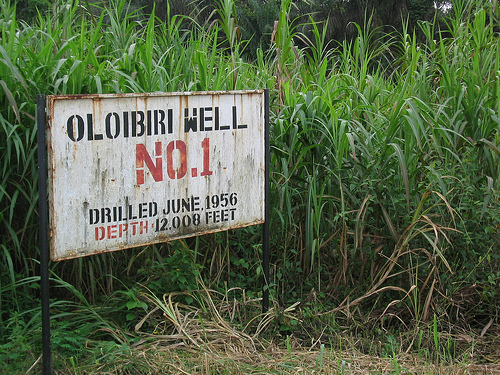 OLOIBIRI WELL
NO.1
DRILLED JUNE,1956
DEPTH:12,008 FEET